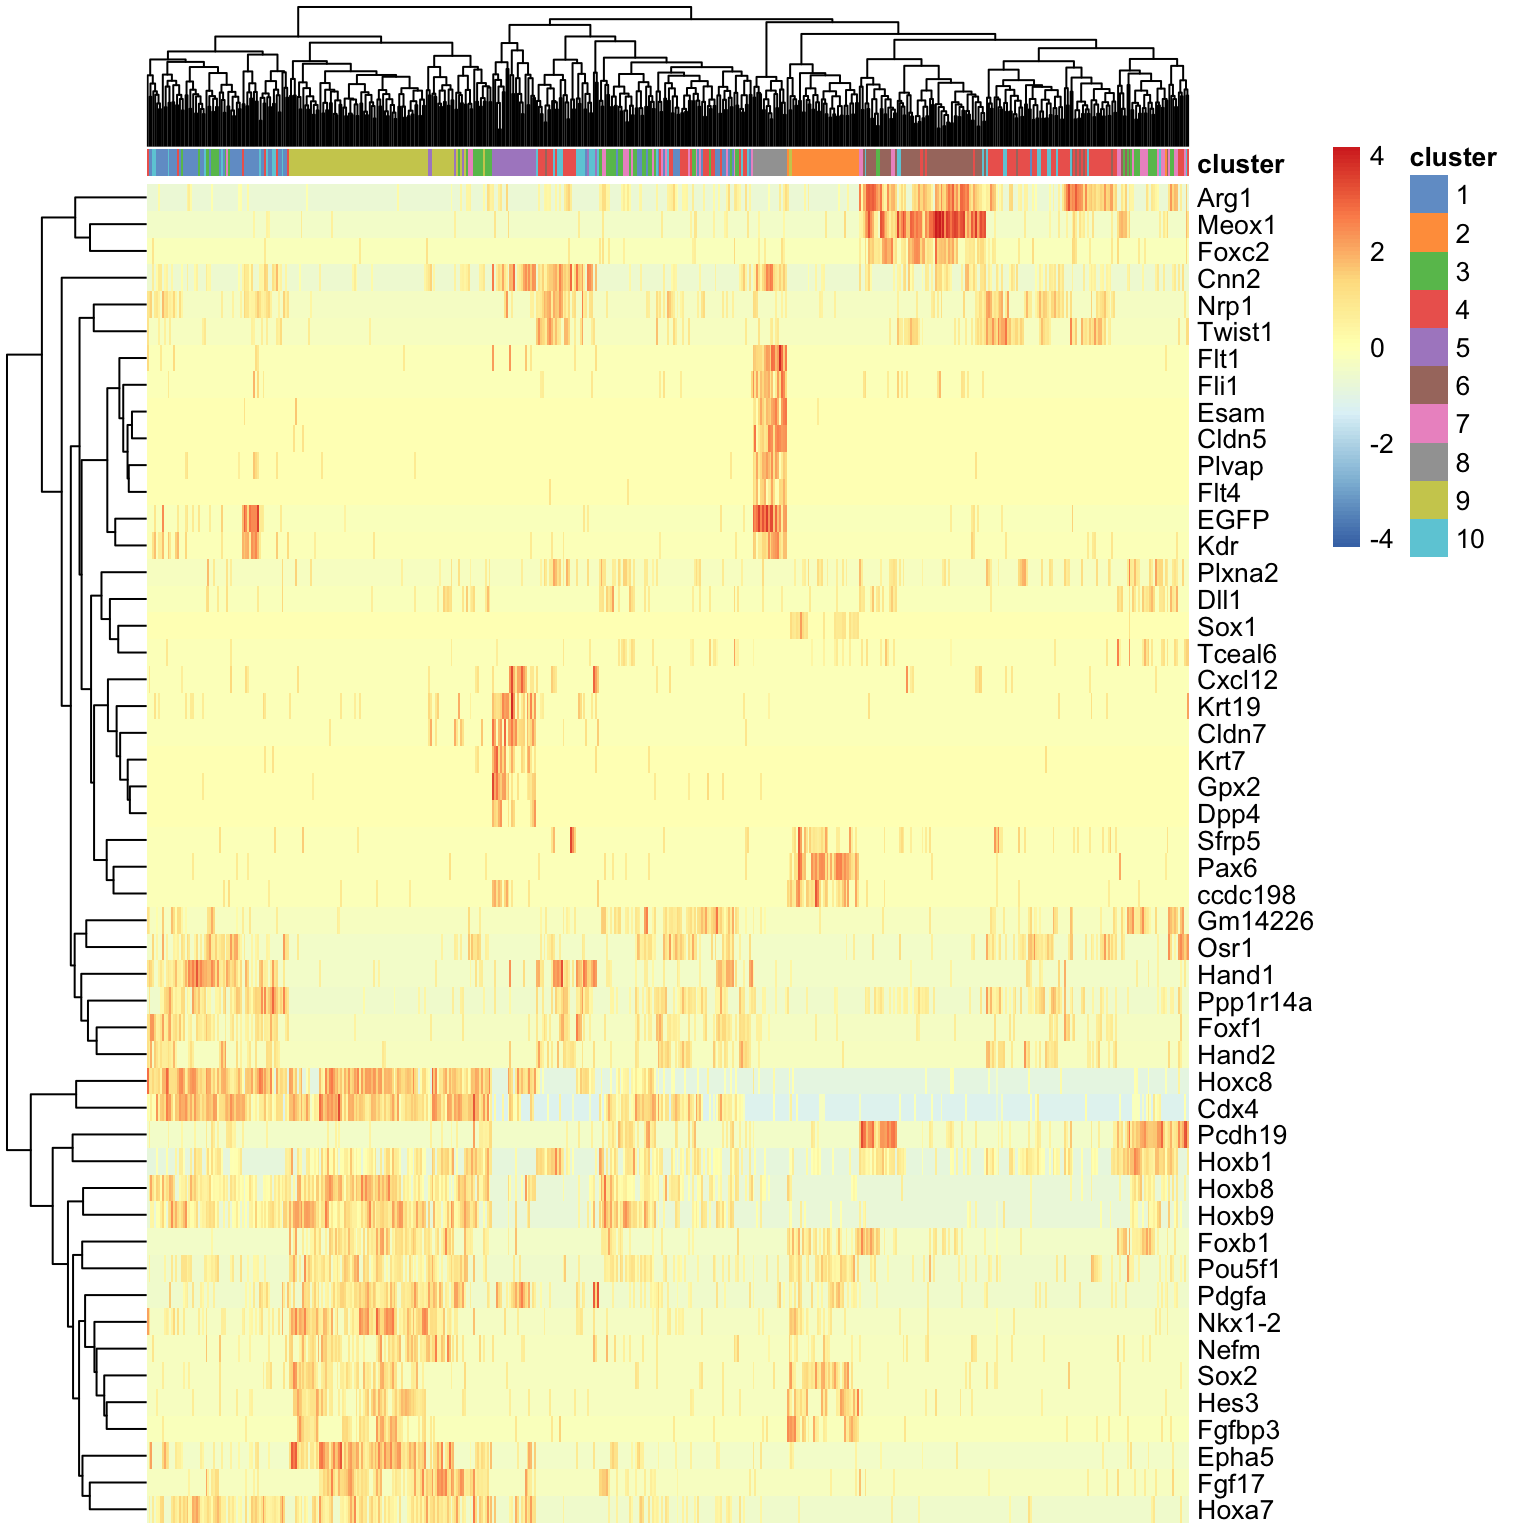 cluster
Arg1
Meox1
Foxc2
Cnn2
Nrp1
Twist1
Flt1
Fli1
Esam
Cldn5
Plvap
Flt4
EGFP
Kdr
Plxna2
Dll1
Sox1
Tceal6
Cxcl12
Krt19
Cldn7
Krt7
Gpx2
Dpp4
Sfrp5
Pax6
ccdc198
Gm14226
Osr1
Hand1
Ppp1r14a
Foxf1
Hand2
Hoxc8
Cdx4
Pcdh19
Hoxb1
Hoxb8
Hoxb9
Foxb1
Pou5f1
Pdgfa
Nkx1-2
Nefm
Sox2
Hes3
Fgfbp3
Epha5
Fgf17
Hoxa7
4
2
0
-2
-4
cluster
1
2
3
4
5
6
7
8
9
10